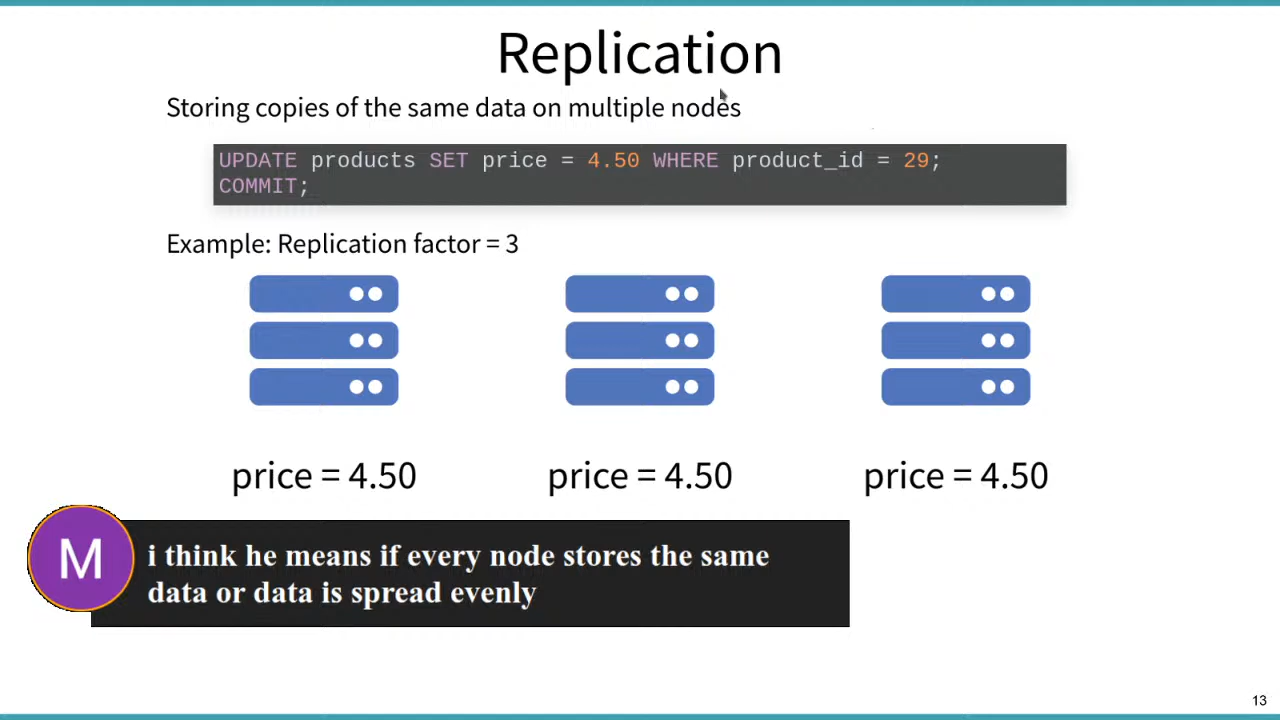 Replication
Storing copies of the same data on multiple nodes
UPDATE products SET price = 4.50 WHERE product_id = 29;
COMMIT;
Example: Replication factor = 3
price = 4.50 price = 4.50 price = 4.50
M
i think he means if every node stores the same
data or data is spread evenly
13